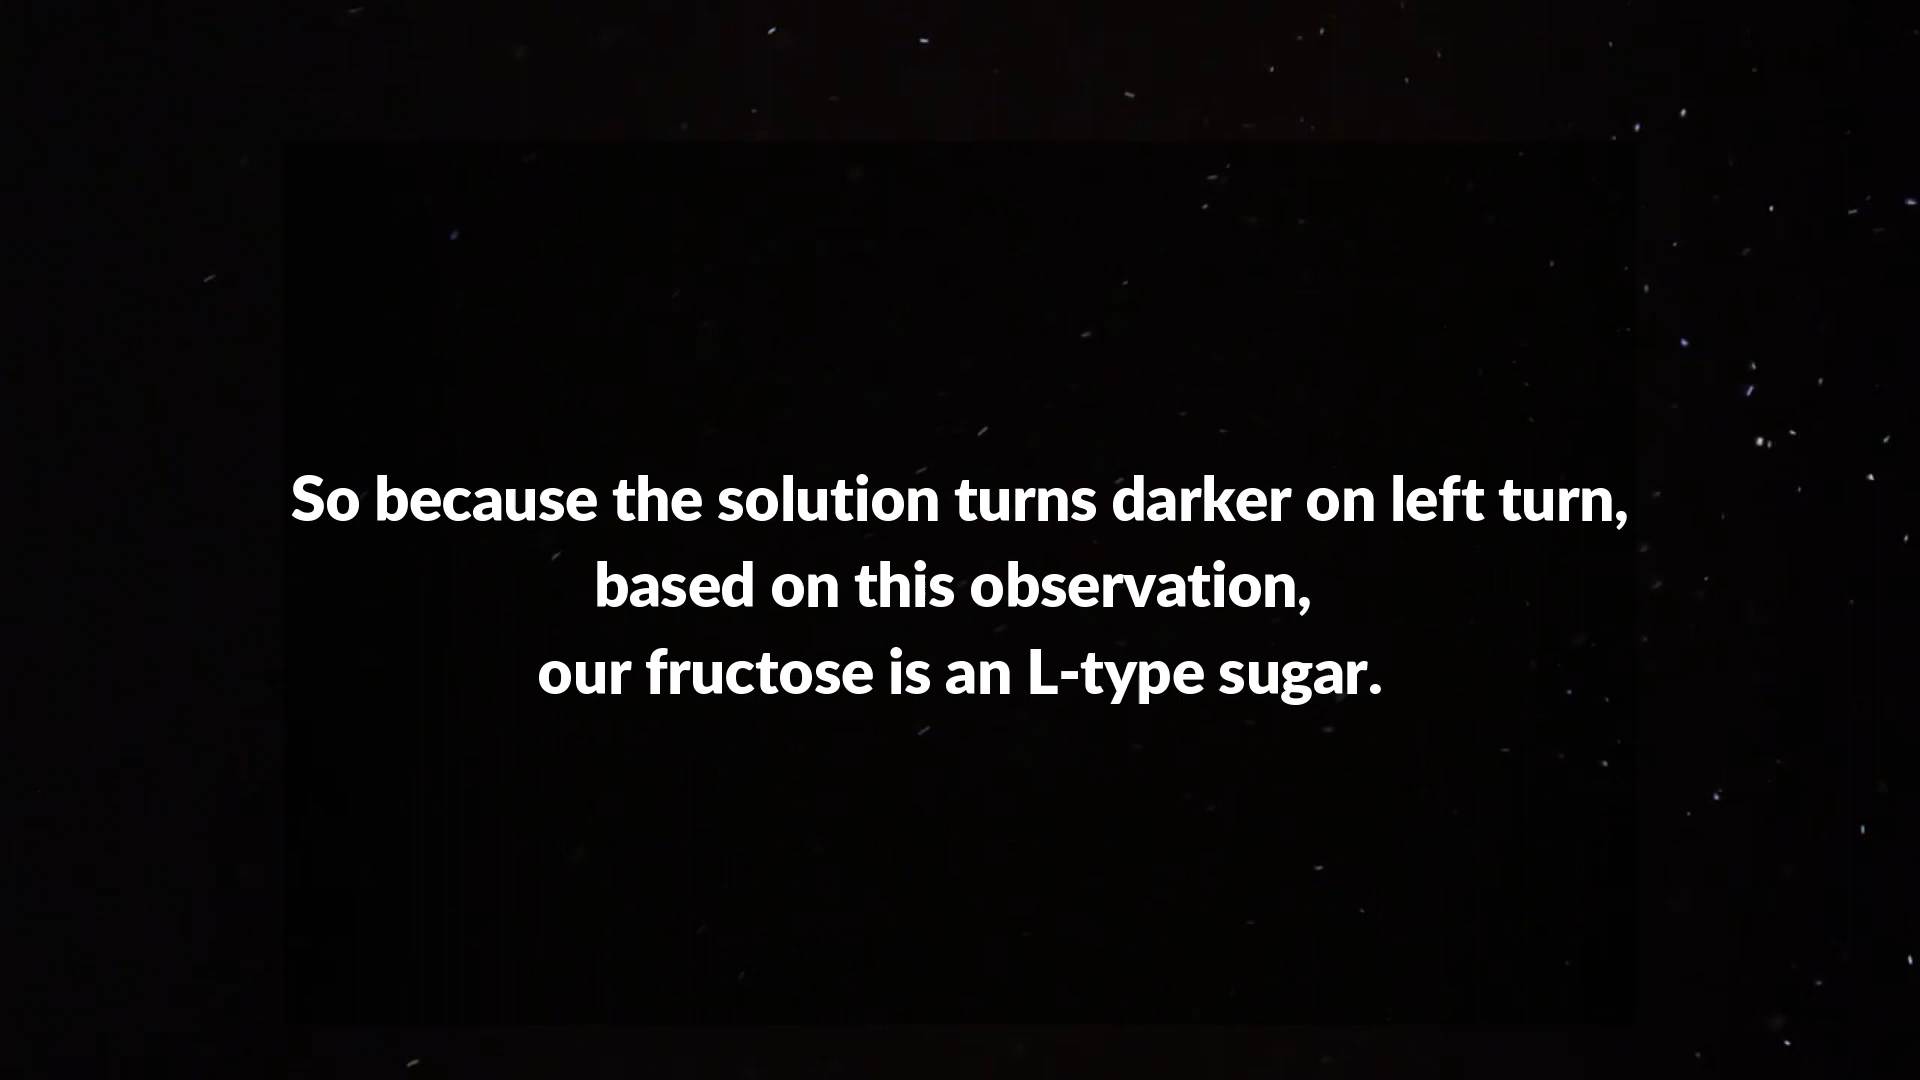 So because the solution turns darker on left turn,
based on this observation,
our fructose is an L-type sugar.